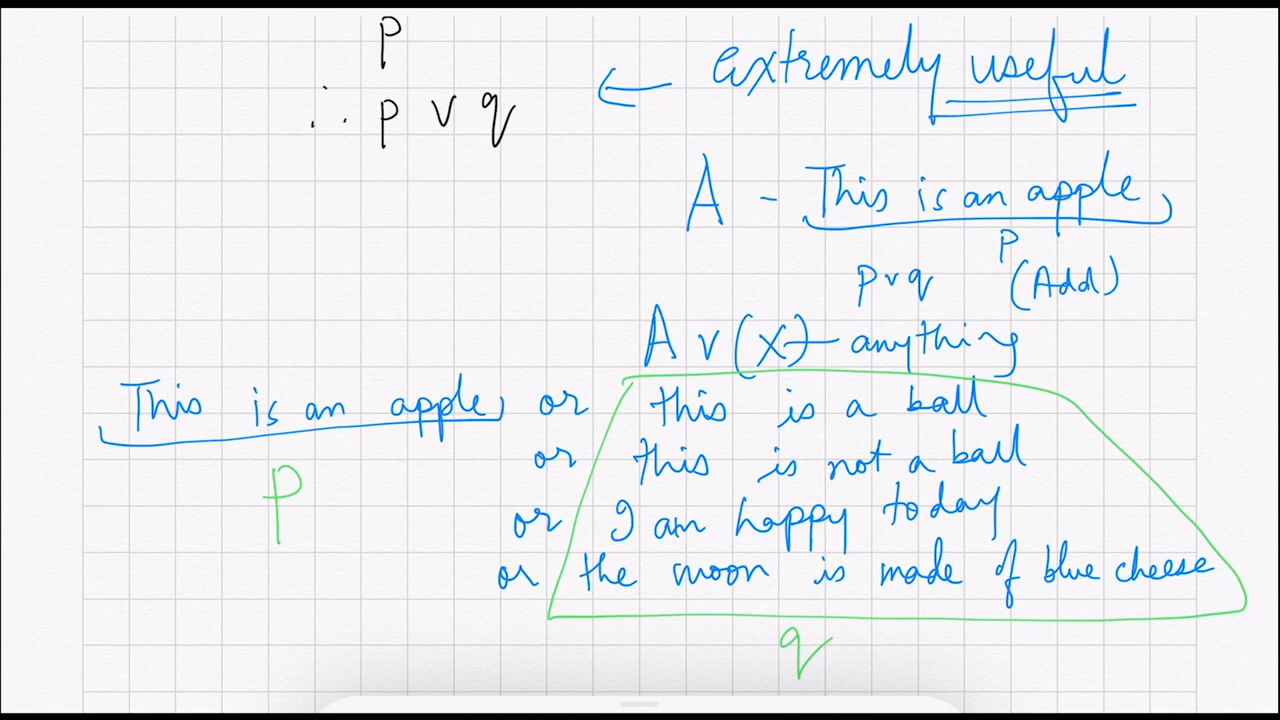 p
∴ p v q ← extremely useful
A - This is an apple
p
p v q (Add)
A v (X) - anything
This is an apple or this is a ball
or this is not a ball
or I am happy today
or the moon is made of blue cheese
P
q